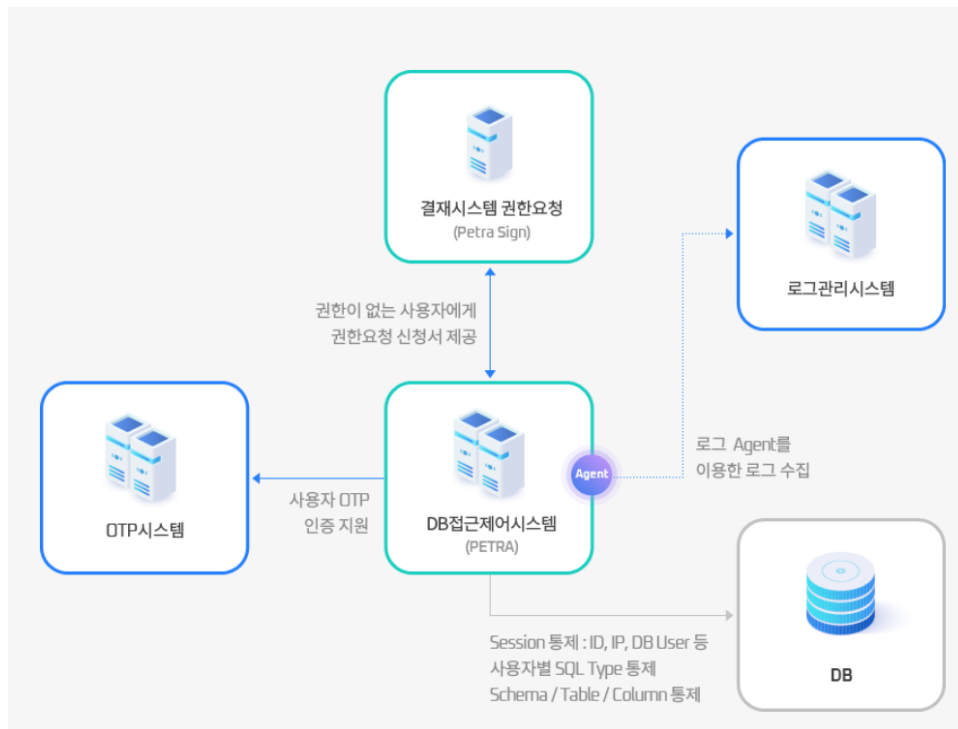 결재시스템 권한요청
(Petra Sign)
로그관리시스템
권한이 없는 사용자에게
권한요청 신청서 제공
OTP시스템
사용자 OTP
인증 지원
DB접근제어시스템
(PETRA)
Agent
로그 Agent를
이용한 로그 수집
Session 통제 : ID, IP, DB User 등
사용자별 SQL Type 통제
Schema / Table / Column 통제
DB